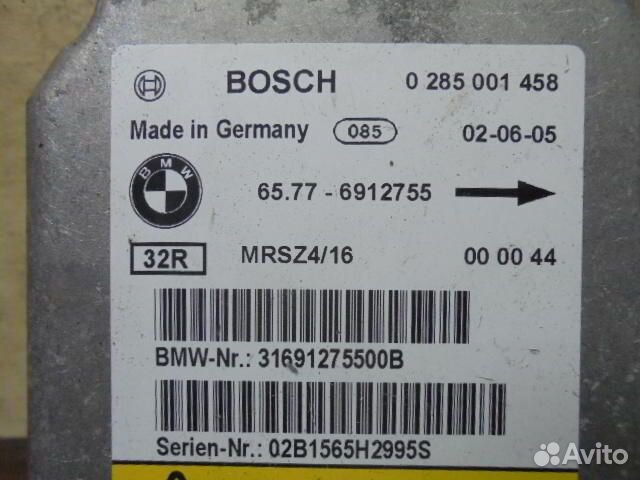 BOSCH 0 285 001 458
Made in Germany 085 02-06-05
BMW
65.77 - 6912755
32R MRSZ4/16 00 00 44
BMW-Nr.: 31691275500B
Serien-Nr.: 02B1565H2995S
Avito